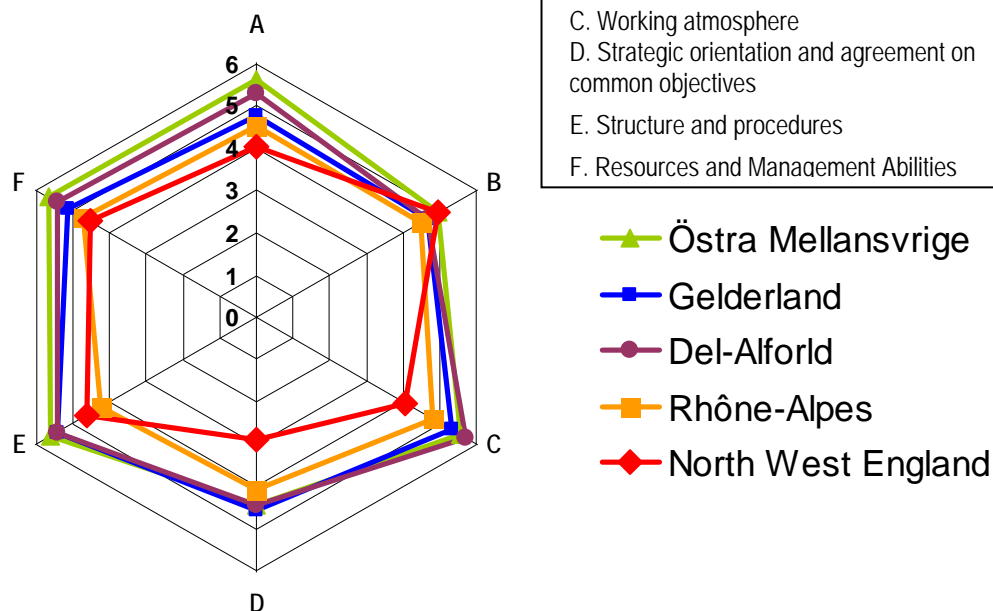 A
6
5
4
3
2
1
0
F
B
E
C
D
C. Working atmosphere
D. Strategic orientation and agreement on
common objectives
E. Structure and procedures
F. Resources and Management Abilities
Östra Mellansvrige
Gelderland
Del-Alforld
Rhône-Alpes
North West England